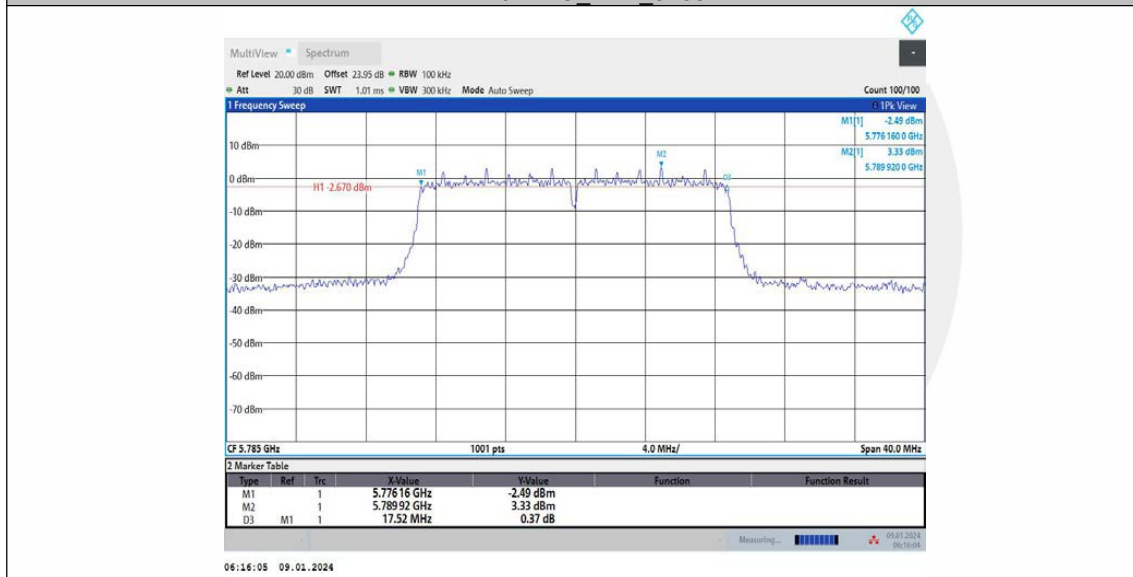 MultiView Spectrum
Ref Level 20.00 dBm Offset 23.95 dB RBW 100 kHz
Att 30 dB SWT 1.01 ms VBW 300 kHz Mode Auto Sweep Count 100/100
1 Frequency Sweep 1Pk View
M1[1] -2.49 dBm
5.776 160 0 GHz
10 dBm
M2
M2[1] 3.33 dBm
5.789 920 0 GHz
M1
D3
0 dBm
H1 -2.670 dBm
-10 dBm
-20 dBm
-30 dBm
-40 dBm
-50 dBm
-60 dBm
-70 dBm
CF 5.785 GHz 1001 pts 4.0 MHz/ Span 40.0 MHz
2 Marker Table
Type Ref Trc X-Value Y-Value Function Function Result
M1 1 5.77616 GHz -2.49 dBm
M2 1 5.78992 GHz 3.33 dBm
D3 M1 1 17.52 MHz 0.37 dB
Measuring... 09.01.2024
06:16:04
06:16:05 09.01.2024